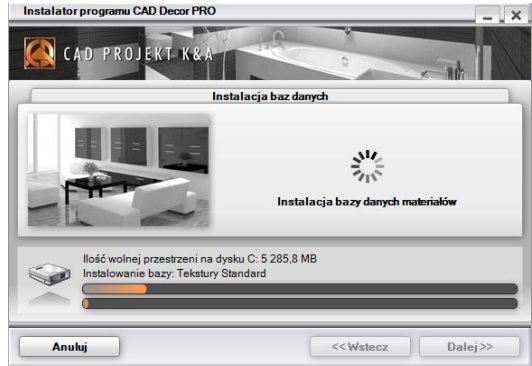 Instalator programu CAD Decor PRO
CAD PROJEKT K&A
Instalacja baz danych
Instalacja bazy danych materiałów
Ilość wolnej przestrzeni na dysku C: 5 285,8 MB
Instalowanie bazy: Tekstury Standard
Anuluj
<< Wstecz
Dalej >>